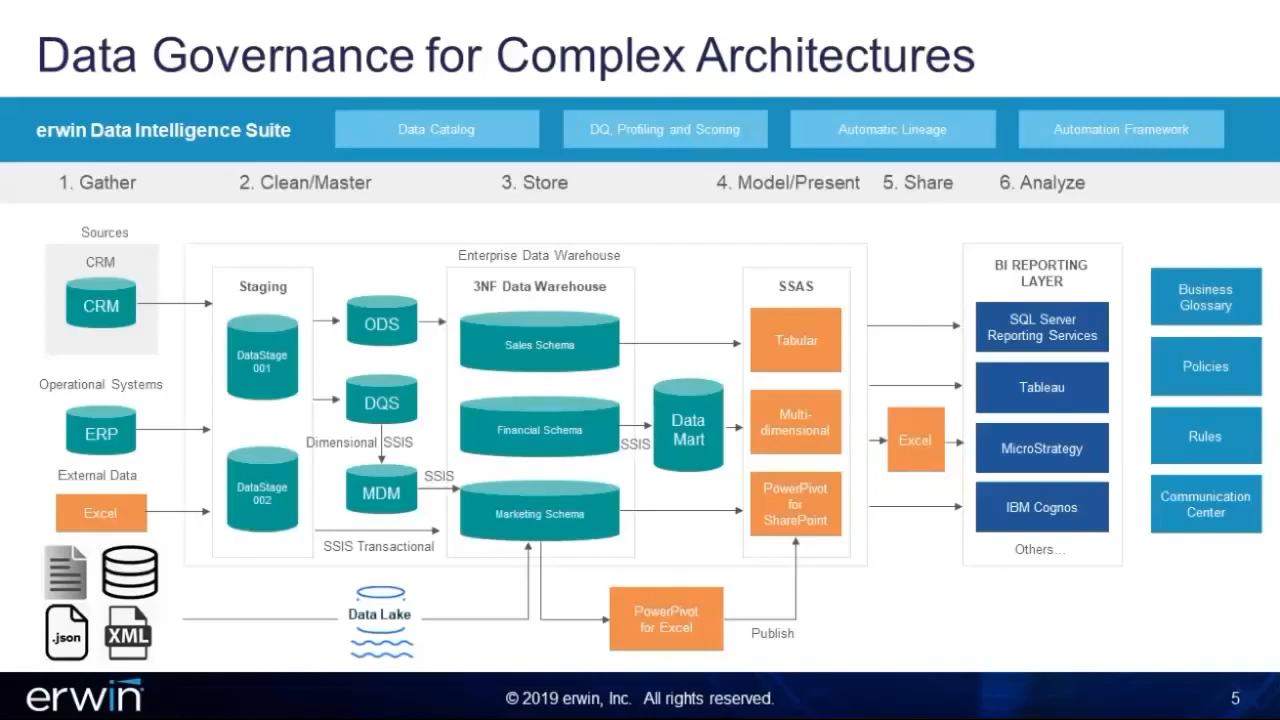 Data Governance for Complex Architectures
erwin Data Intelligence Suite
Data Catalog
DQ, Profiling and Scoring
Automatic Lineage
Automation Framework
1. Gather
2. Clean/Master
3. Store
4. Model/Present
5. Share
6. Analyze
Sources
CRM
CRM
Operational Systems
ERP
External Data
Excel
.json
XML
Enterprise Data Warehouse
Staging
DataStage
001
DataStage
002
ODS
DQS
Dimensional SSIS
MDM
SSIS
SSIS Transactional
Data Lake
3NF Data Warehouse
Sales Schema
Financial Schema
Marketing Schema
SSIS
Data
Mart
PowerPivot
for Excel
Publish
SSAS
Tabular
Multi-
dimensional
PowerPivot
for
SharePoint
Excel
BI REPORTING
LAYER
SQL Server
Reporting Services
Tableau
MicroStrategy
IBM Cognos
Others...
Business
Glossary
Policies
Rules
Communication
Center
erwin
© 2019 erwin, Inc. All rights reserved.
5